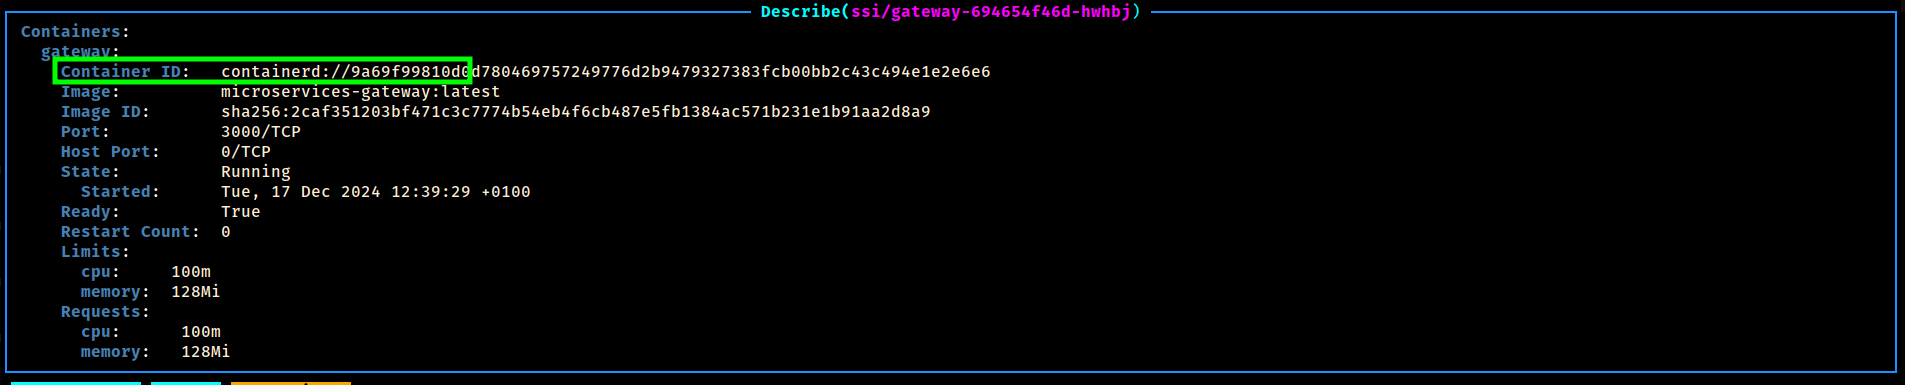 Describe(ssi/gateway-694654f46d-hwhbj)
Containers:
gateway:
Container ID: containerd://9a69f99810d0d780469757249776d2b9479327383fcb00bb2c43c494e1e2e6e6
Image: microservices-gateway:latest
Image ID: sha256:2caf351203bf471c3c7774b54eb4f6cb487e5fb1384ac571b231e1b91aa2d8a9
Port: 3000/TCP
Host Port: 0/TCP
State: Running
Started: Tue, 17 Dec 2024 12:39:29 +0100
Ready: True
Restart Count: 0
Limits:
cpu: 100m
memory: 128Mi
Requests:
cpu: 100m
memory: 128Mi